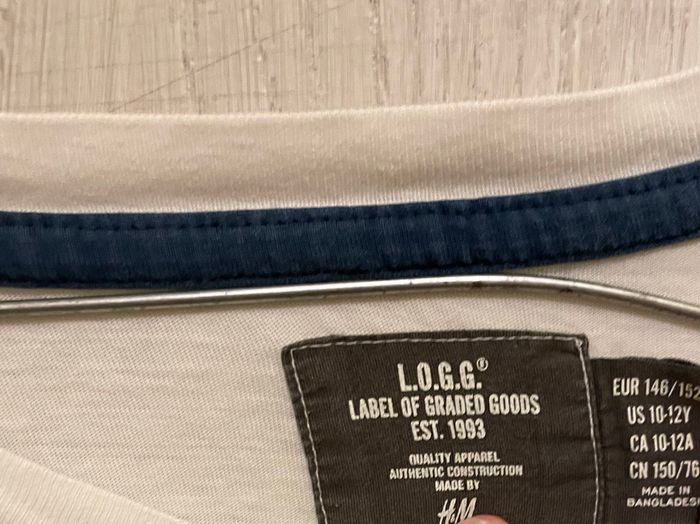 L.O.G.G.®
LABEL OF GRADED GOODS
EST. 1993
QUALITY APPAREL
AUTHENTIC CONSTRUCTION
MADE BY
H&M
EUR 146/152
US 10-12Y
CA 10-12A
CN 150/76
MADE IN
BANGLADESH